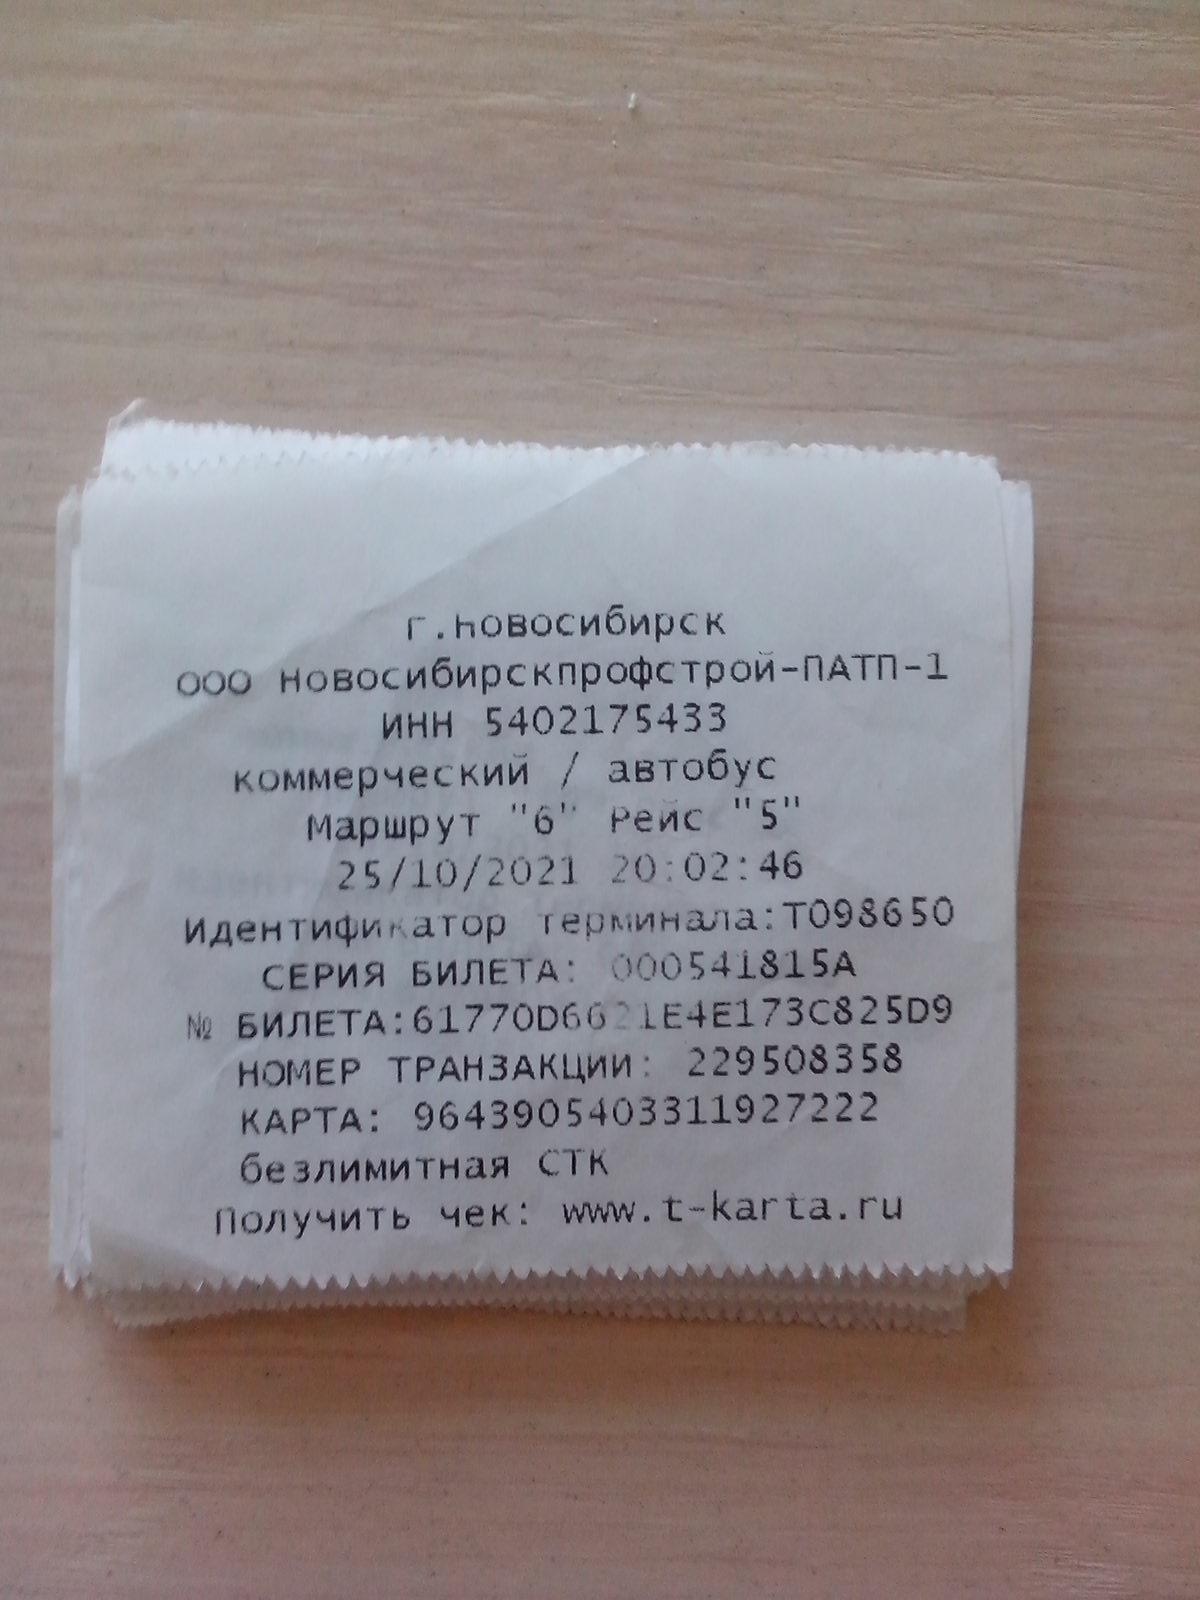 г.Новосибирск
ООО Новосибирскпрофстрой-ПАТП-1
ИНН 5402175433
коммерческий / автобус
Маршрут "6" Рейс "5"
25/10/2021 20:02:46
Идентификатор терминала:T098650
СЕРИЯ БИЛЕТА: 000541815A
№ БИЛЕТА:61770D6621E4E173C825D9
НОМЕР ТРАНЗАКЦИИ: 229508358
КАРТА: 9643905403311927222
безлимитная СТК
Получить чек: www.t-karta.ru